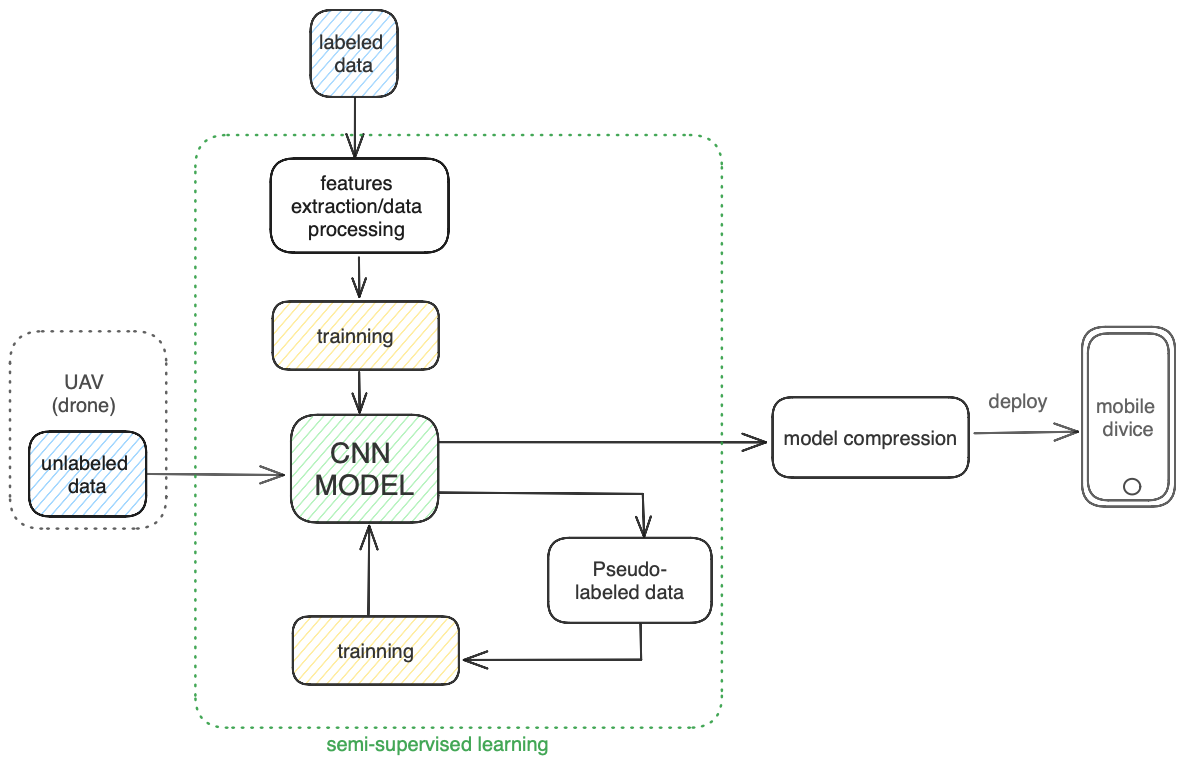 labeled
data
features
extraction/data
processing
trainning
UAV
(drone)
unlabeled
data
CNN
MODEL
model compression
deploy
mobile
divice
Pseudo-
labeled data
trainning
semi-supervised learning